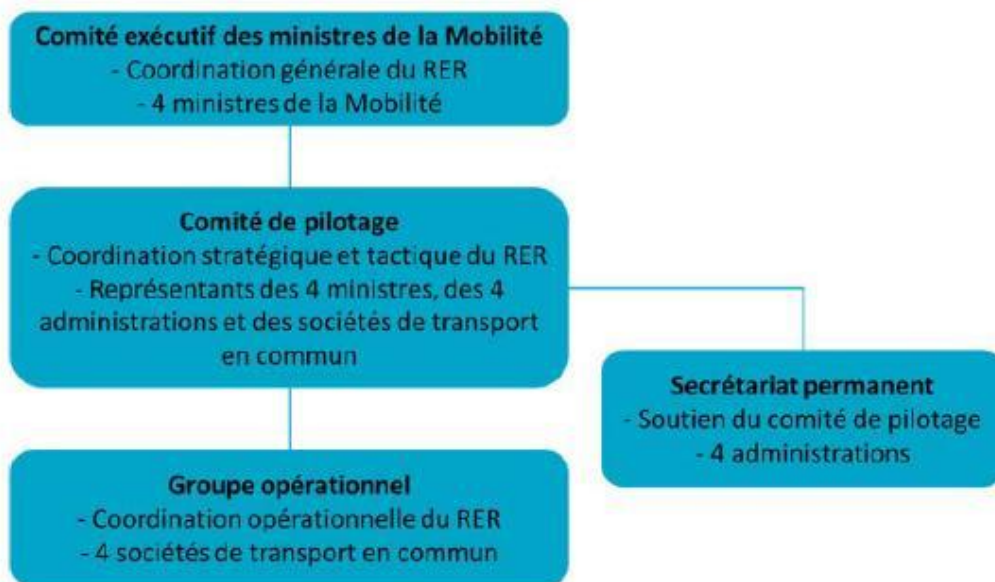 Comité exécutif des ministres de la Mobilité
- Coordination générale du RER
- 4 ministres de la Mobilité
Comité de pilotage
- Coordination stratégique et tactique du RER
- Représentants des 4 ministres, des 4
administrations et des sociétés de transport
en commun
Secrétariat permanent
- Soutien du comité de pilotage
- 4 administrations
Groupe opérationnel
- Coordination opérationnelle du RER
- 4 sociétés de transport en commun